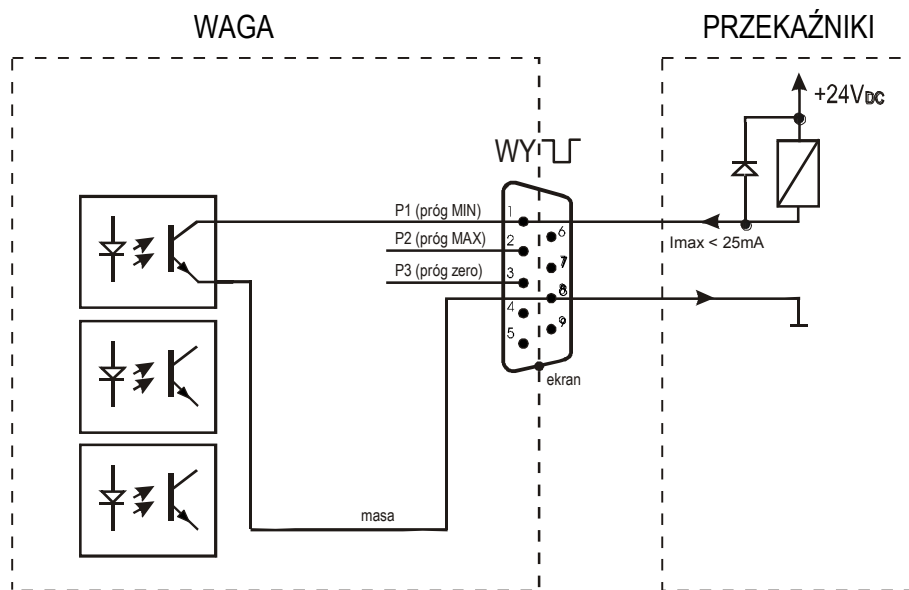 WAGA
PRZEKAŹNIKI
+24VDC
WY
P1 (próg MIN)
1
6
Imax < 25mA
P2 (próg MAX)
2
7
P3 (próg zero)
3
8
4
9
5
ekran
masa